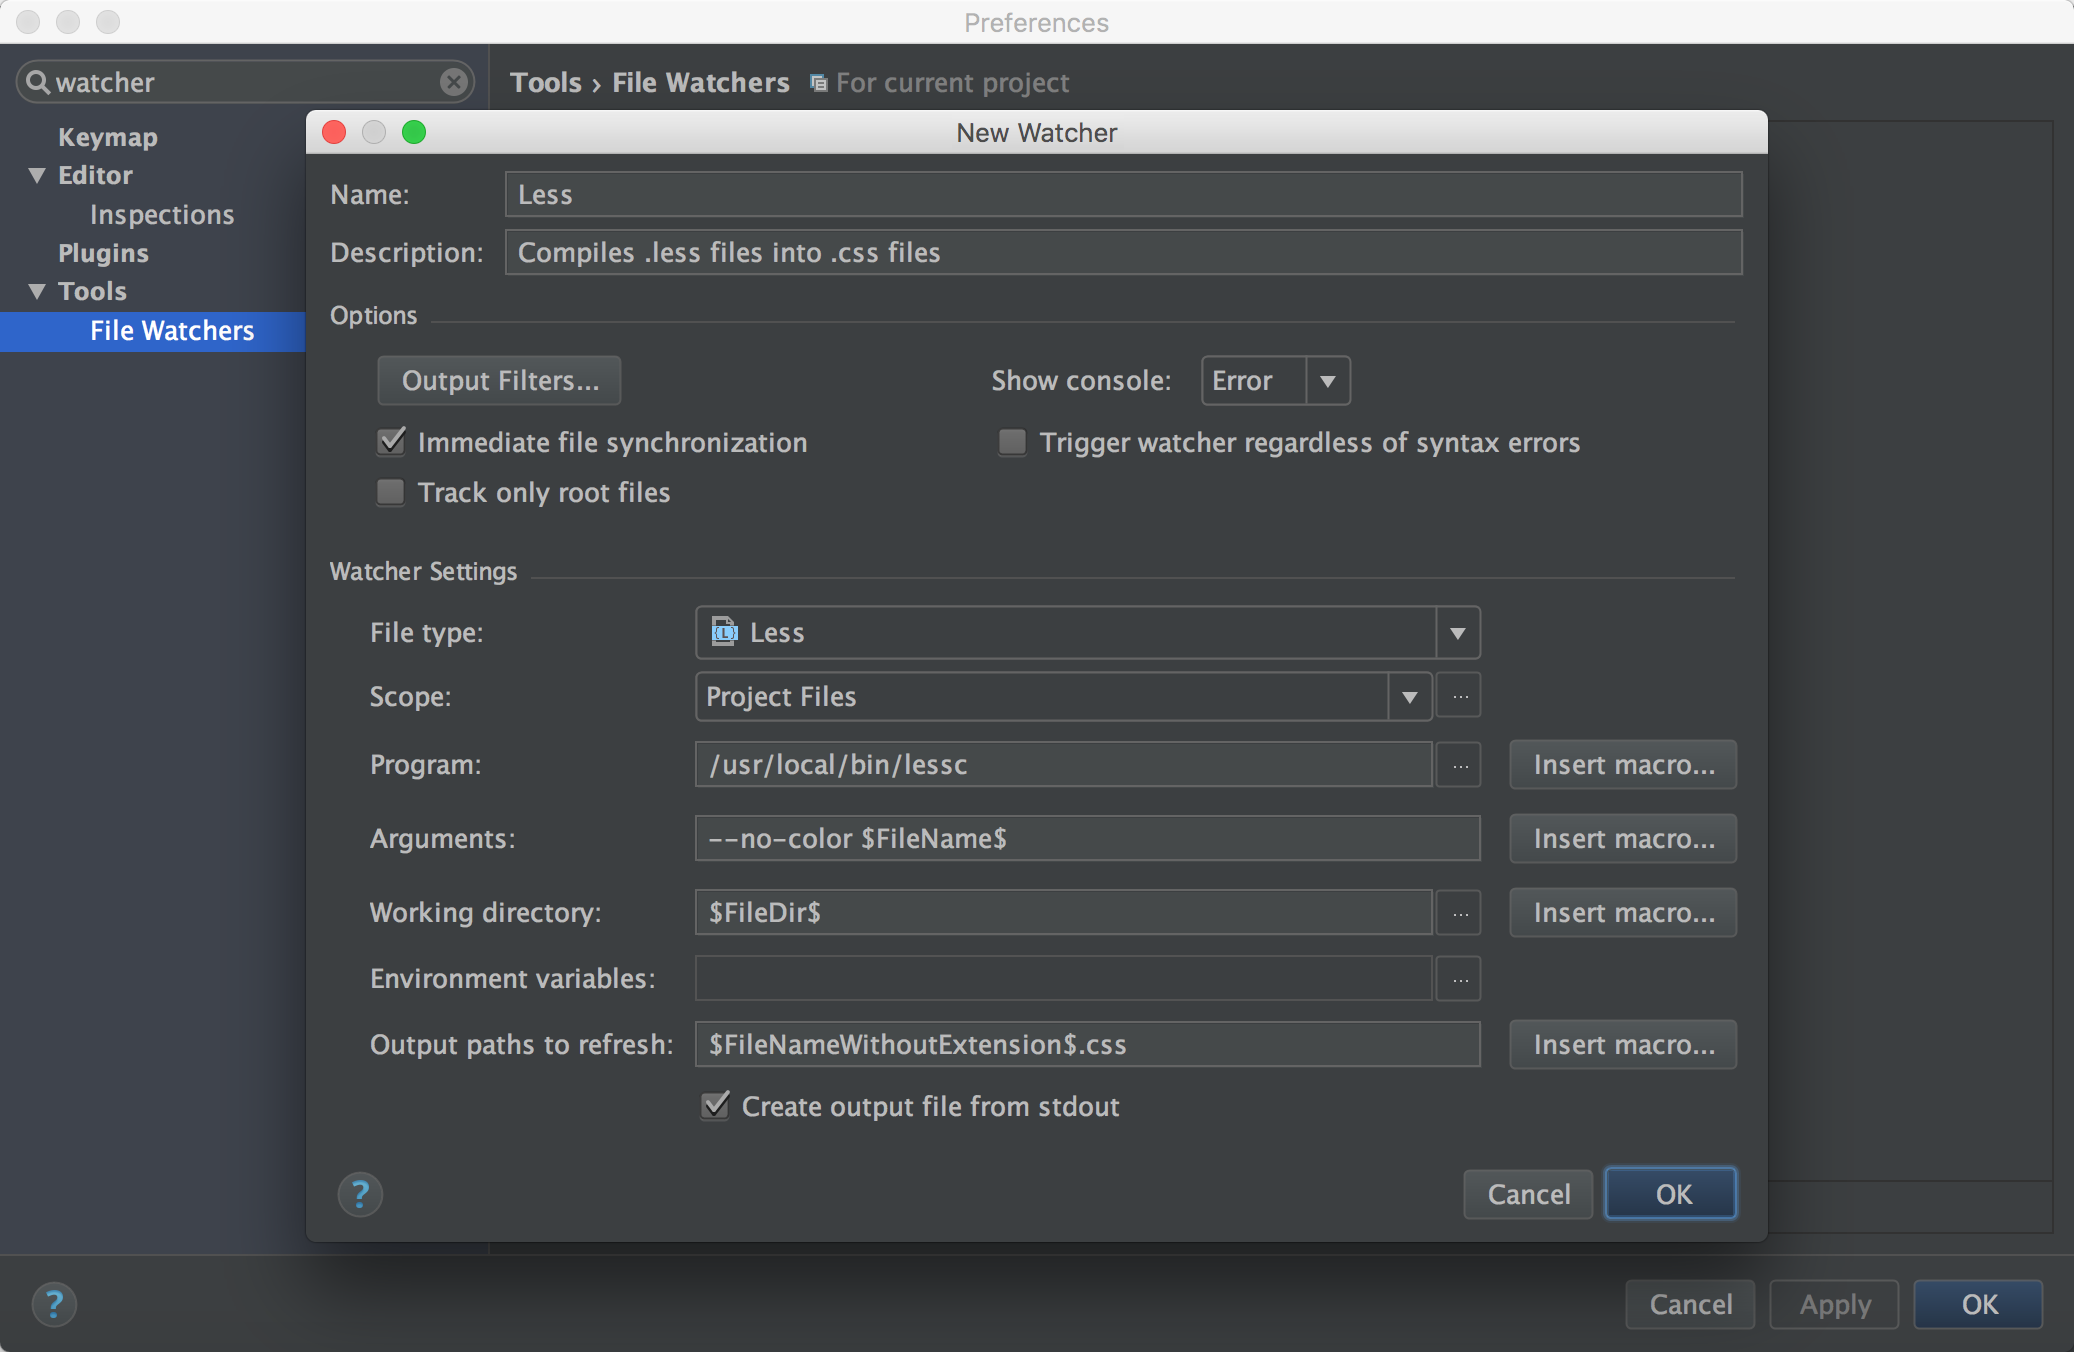 Preferences
watcher
Tools › File Watchers For current project
Keymap
Editor
Inspections
Plugins
Tools
File Watchers
New Watcher
Name: Less
Description: Compiles .less files into .css files
Options
Output Filters... Show console: Error
Immediate file synchronization Trigger watcher regardless of syntax errors
Track only root files
Watcher Settings
File type: {L} Less
Scope: Project Files ...
Program: /usr/local/bin/lessc ... Insert macro...
Arguments: --no-color $FileName$ Insert macro...
Working directory: $FileDir$ ... Insert macro...
Environment variables: ...
Output paths to refresh: $FileNameWithoutExtension$.css Insert macro...
Create output file from stdout
? Cancel OK
? Cancel Apply OK